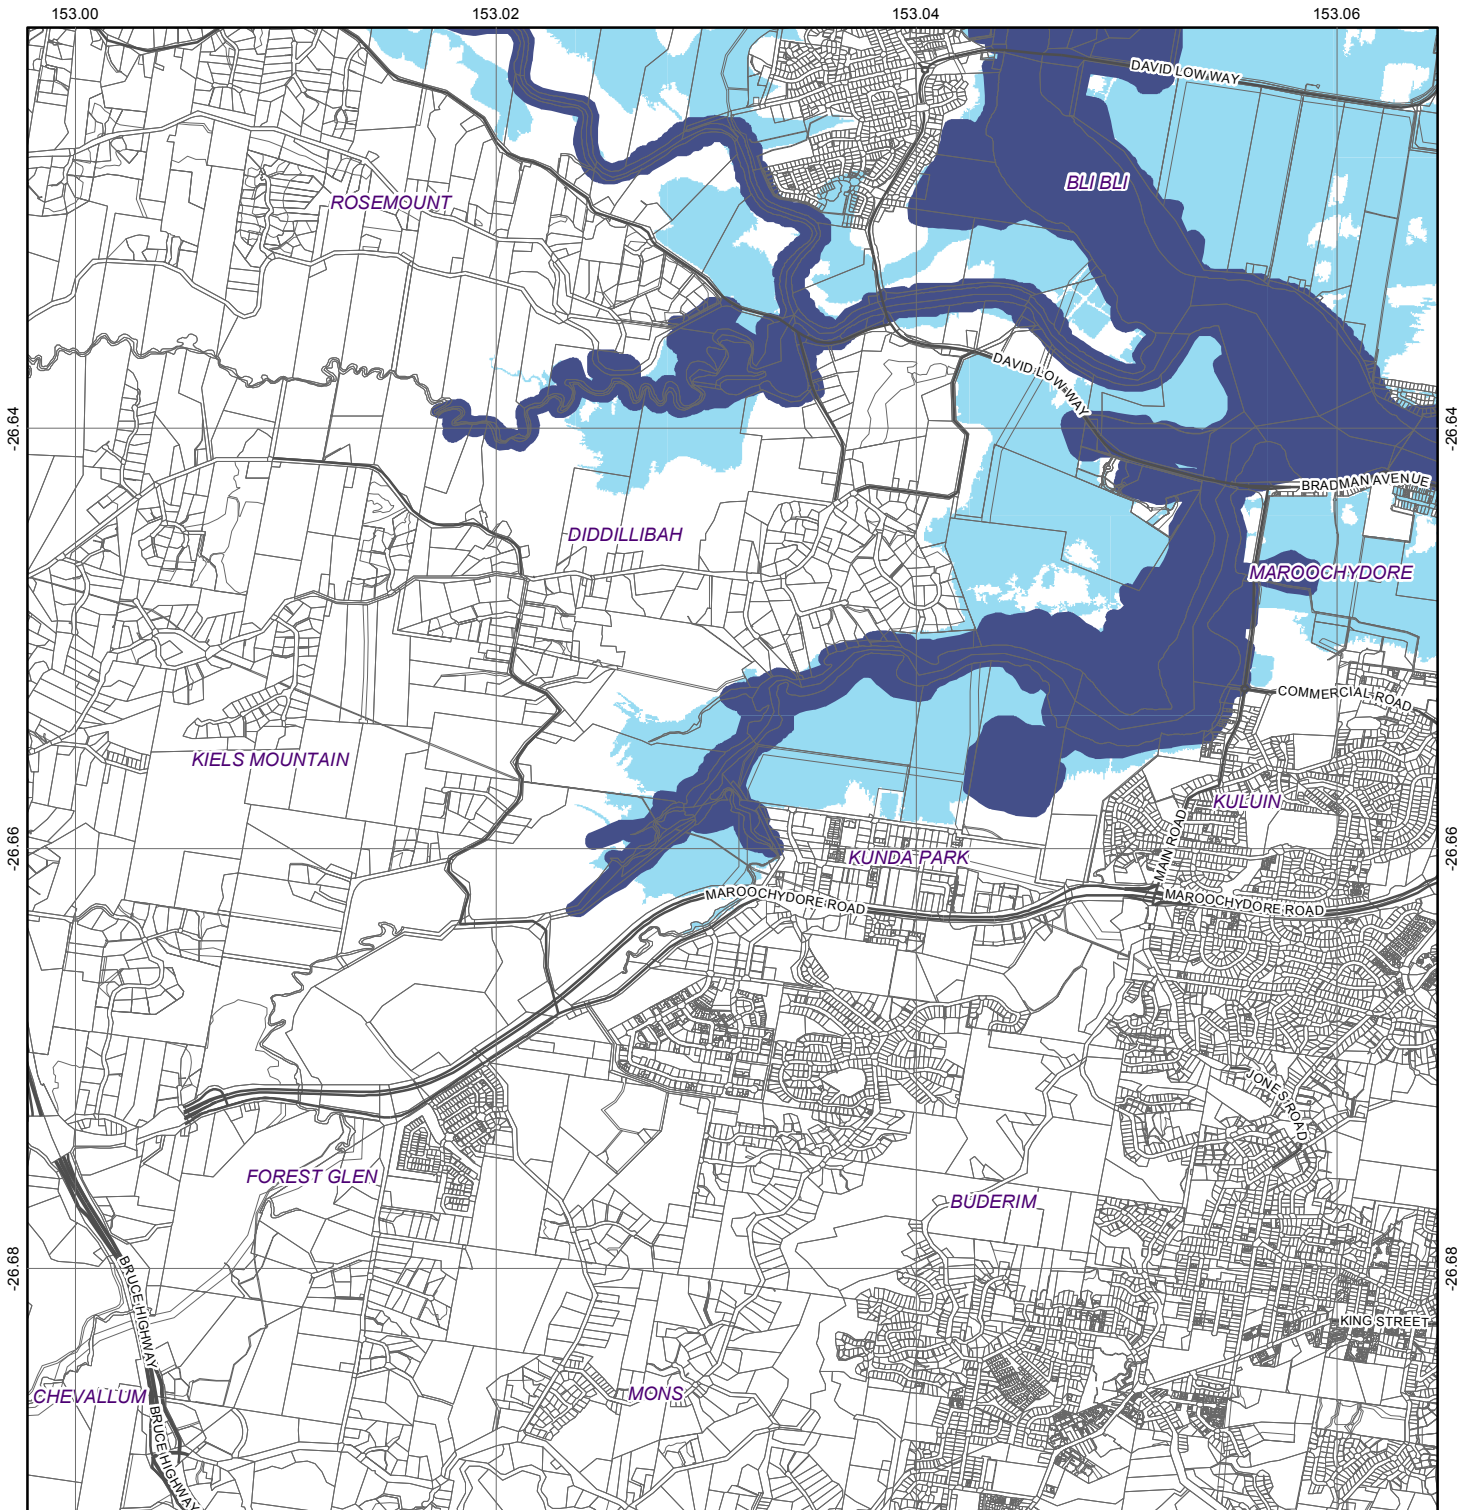 153.00
153.02
153.04
153.06
DAVID LOW WAY
BLI BLI
ROSEMOUNT
DAVID LOW WAY
-26.64
-26.64
BRADMAN AVENUE
DIDDILLIBAH
MAROOCHYDORE
COMMERCIAL ROAD
KIELS MOUNTAIN
KULUIN
MAIN ROAD
-26.66
-26.66
KUNDA PARK
MAROOCHYDORE ROAD
MAROOCHYDORE ROAD
JONES ROAD
FOREST GLEN
BUDERIM
-26.68
-26.68
BRUCE HIGHWAY
KING STREET
CHEVALLUM
MONS
BRUCE HIGHWAY